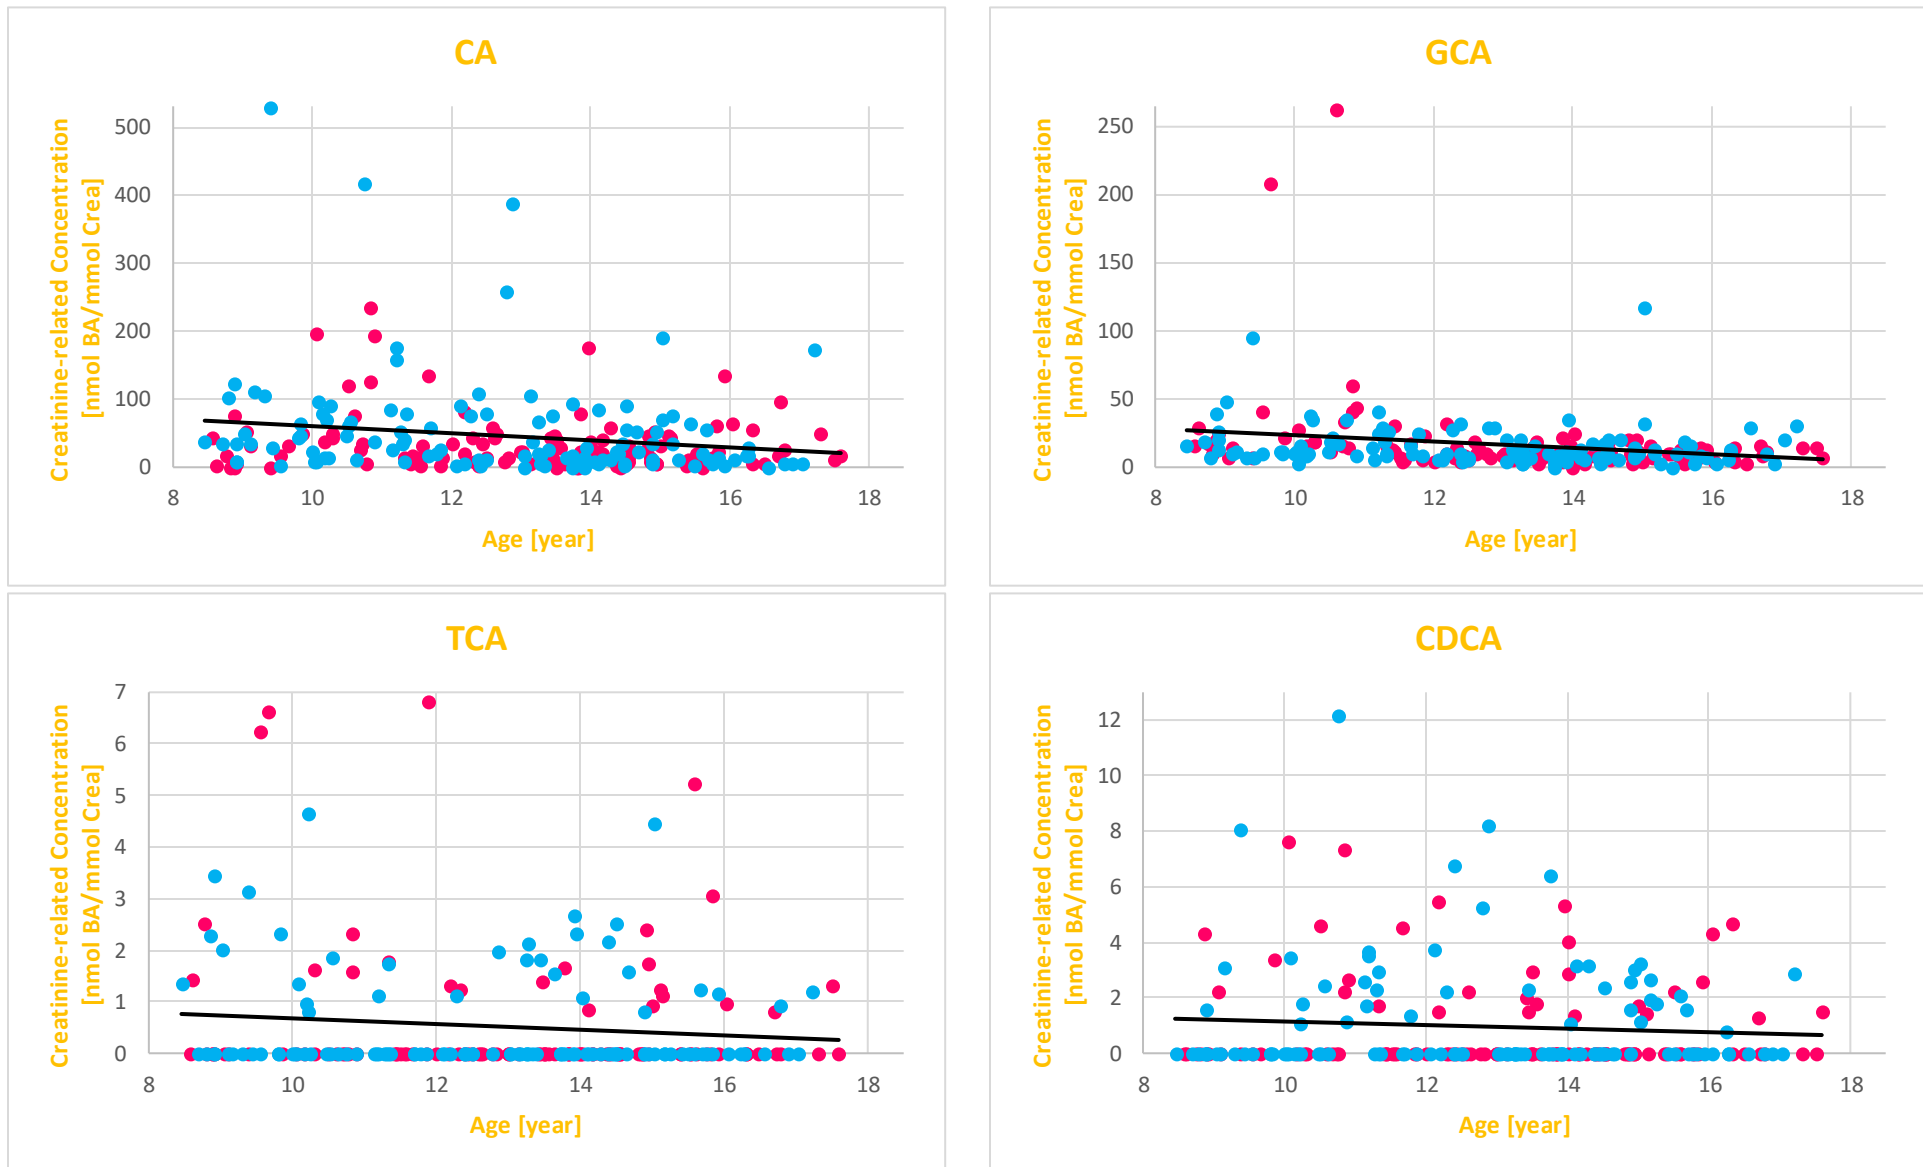 CA
Creatinine-related Concentration
[nmol BA/mmol Crea]
500
400
300
200
100
0
8 10 12 14 16 18
Age [year]
GCA
Creatinine-related Concentration
[nmol BA/mmol Crea]
250
200
150
100
50
0
8 10 12 14 16 18
Age [year]
TCA
Creatinine-related Concentration
[nmol BA/mmol Crea]
7
6
5
4
3
2
1
0
8 10 12 14 16 18
Age [year]
CDCA
Creatinine-related Concentration
[nmol BA/mmol Crea]
12
10
8
6
4
2
0
8 10 12 14 16 18
Age [year]